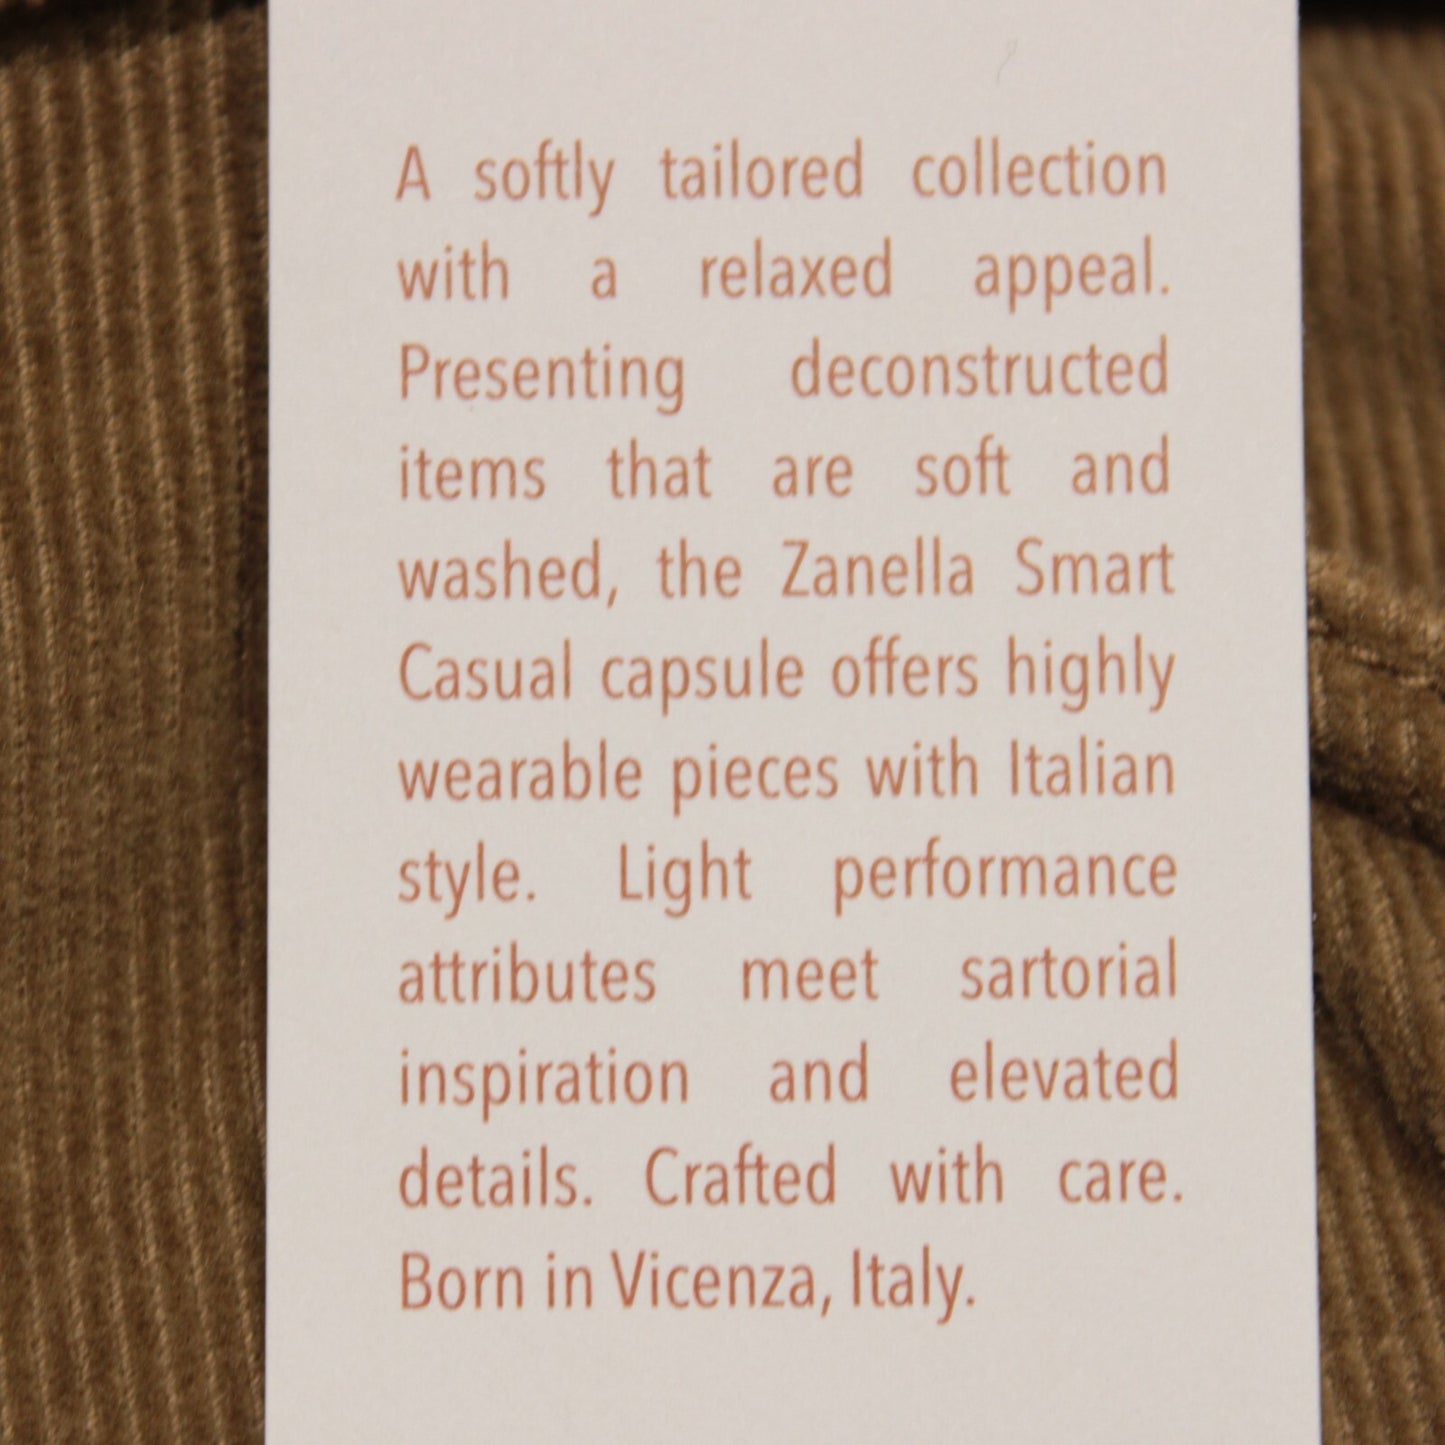 A softly tailored collection
with a relaxed appeal.
Presenting deconstructed
items that are soft and
washed, the Zanella Smart
Casual capsule offers highly
wearable pieces with Italian
style. Light performance
attributes meet sartorial
inspiration and elevated
details. Crafted with care.
Born in Vicenza, Italy.